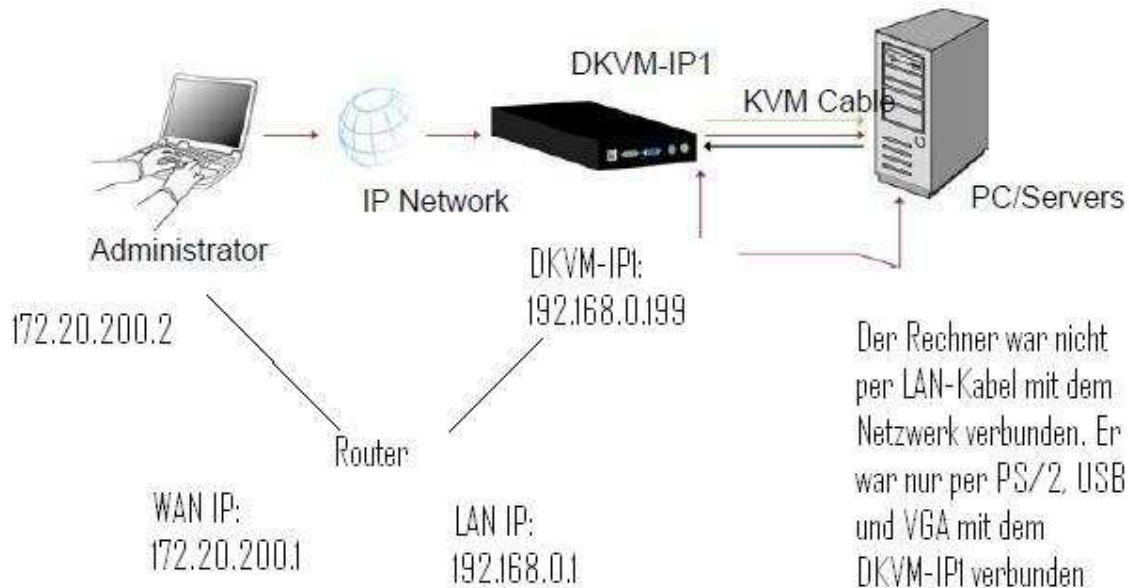 DKVM-IP1
KVM Cable
IP Network
PC/Servers
Administrator
DKVM-IP1:
192.168.0.199
172.20.200.2
Der Rechner war nicht
per LAN-Kabel mit dem
Netzwerk verbunden. Er
war nur per PS/2, USB
und VGA mit dem
DKVM-IP1 verbunden
Router
WAN IP:
172.20.200.1
LAN IP:
192.168.0.1